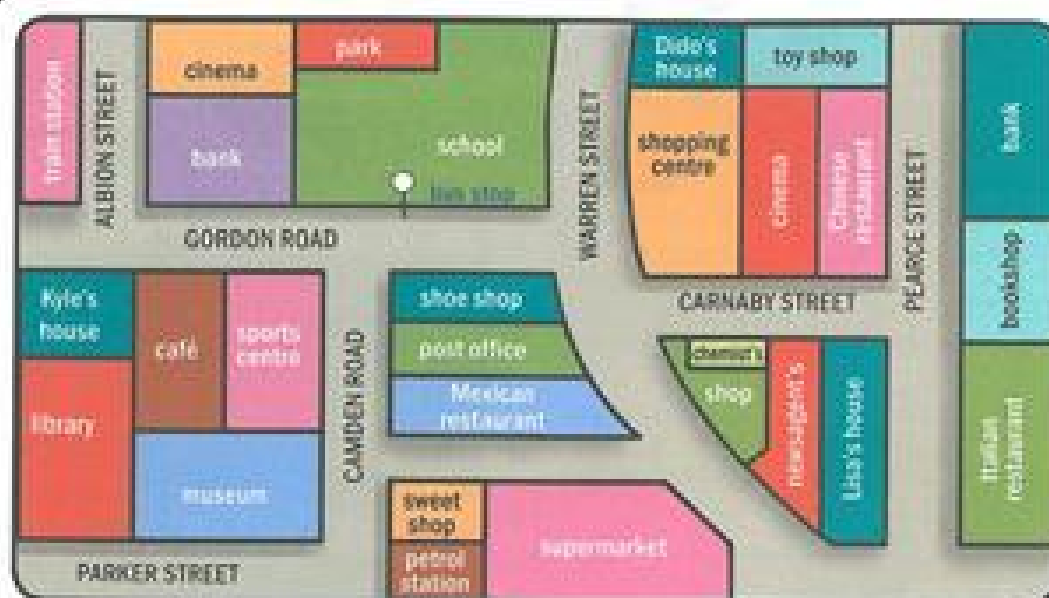 train station
ALBION STREET
cinema
bank
park
school
bus stop
WARREN STREET
Dido's
house
toy shop
shopping
centre
cinema
Chinese
restaurant
PEARCE STREET
bank
bookshop
Italian
restaurant
GORDON ROAD
CARNABY STREET
Kyle's
house
café
sports
centre
library
museum
CAMDEN ROAD
shoe shop
post office
Mexican
restaurant
chemist's
shop
newsagent's
Lisa's house
sweet
shop
petrol
station
supermarket
PARKER STREET